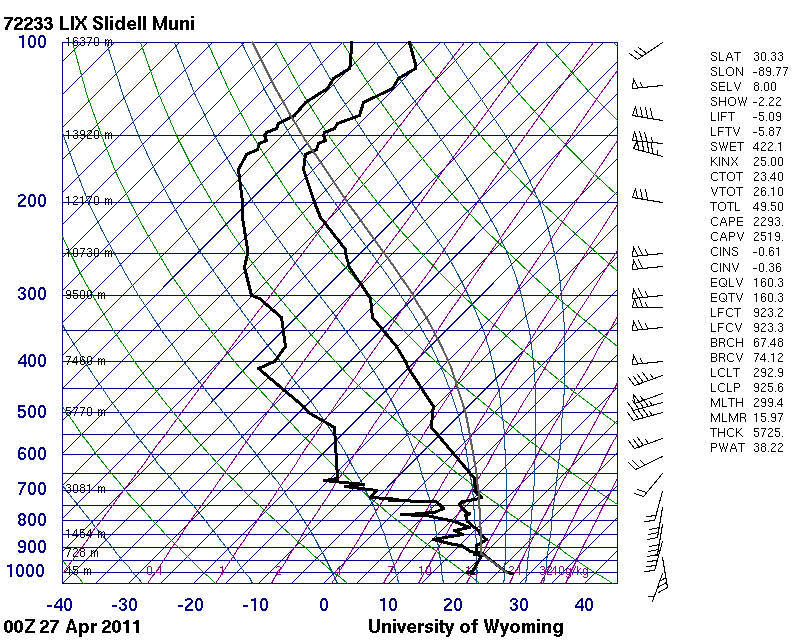 72233 LIX Slidell Muni
100 16370 m
13920 m
200 12170 m
10730 m
300 9500 m
400 7460 m
500 5770 m
600
700 3081 m
800
1454 m
900
728 m
1000 45 m 0.4 1 2 4 7 10 16 24 32 40g/kg
-40 -30 -20 -10 0 10 20 30 40
00Z 27 Apr 2011 University of Wyoming
SLAT 30.33
SLON -89.77
SELV 8.00
SHOW -2.22
LIFT -5.09
LFTV -5.87
SWET 422.1
KINX 25.00
CTOT 23.40
VTOT 26.10
TOTL 49.50
CAPE 2293.
CAPV 2519.
CINS -0.61
CINV -0.36
EQLV 160.3
EQTV 160.3
LFCT 923.2
LFCV 923.3
BRCH 67.48
BRCV 74.12
LCLT 292.9
LCLP 925.6
MLTH 299.4
MLMR 15.97
THCK 5725.
PWAT 38.22